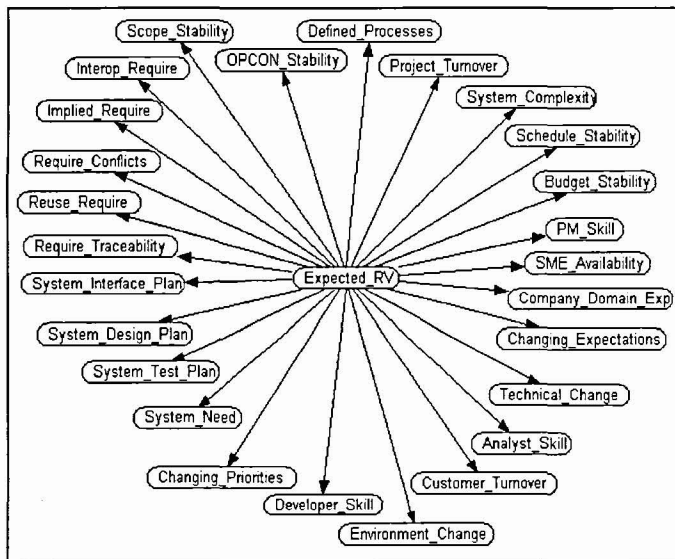 Scope_Stability
Defined_Processes
OPCON_Stability
Project_Turnover
Interop_Require
System_Complexity
Implied_Require
Schedule_Stability
Require_Conflicts
Budget_Stability
Reuse_Require
PM_Skill
Require_Traceability
SME_Availability
Expected_RV
System_Interface_Plan
Company_Domain_Exp
System_Design_Plan
Changing_Expectations
System_Test_Plan
Technical_Change
System_Need
Analyst_Skill
Changing_Priorities
Customer_Turnover
Developer_Skill
Environment_Change